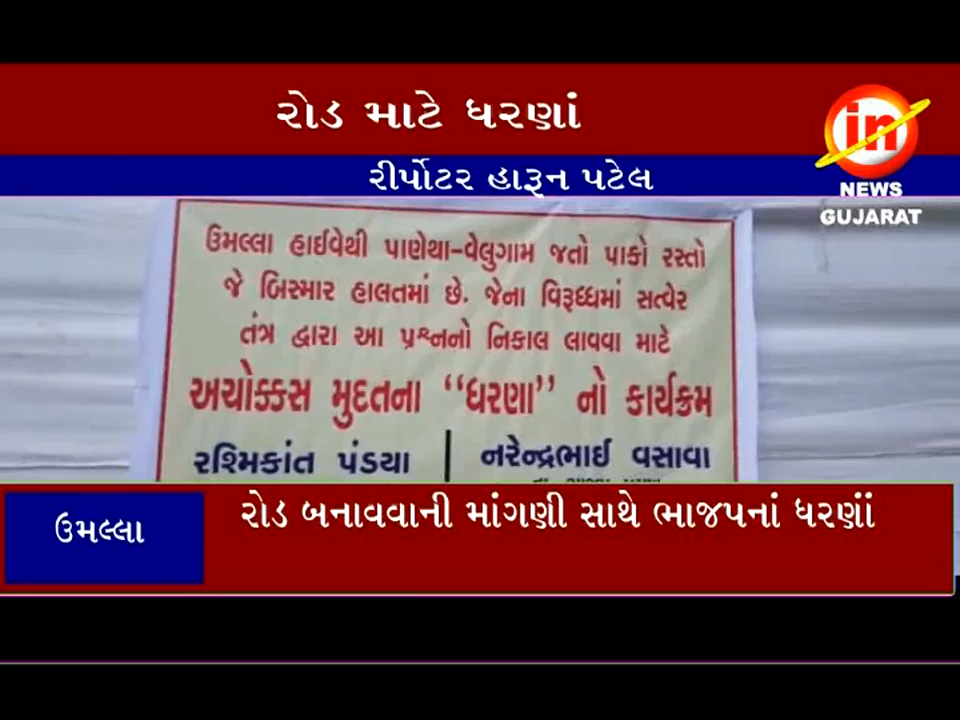 રોડ માટે ધરણાં
રીર્પોટર હારૂન પટેલ
in
NEWS
GUJARAT
ઉમલ્લા હાઈવેથી પાણેથા-વેલુગામ જતો પાકો રસ્તો
જે બિસ્માર હાલતમાં છે. જેના વિરૂધ્ધમાં સત્વેર
તંત્ર દ્વારા આ પ્રશ્નનો નિકાલ લાવવા માટે
અચોક્કસ મુદતના “ધરણા” નો કાર્યક્રમ
રશ્મિકાંત પંડયા
નરેન્દ્રભાઈ વસાવા
ઉમલ્લા
રોડ બનાવવાની માંગણી સાથે ભાજપનાં ધરણાંં